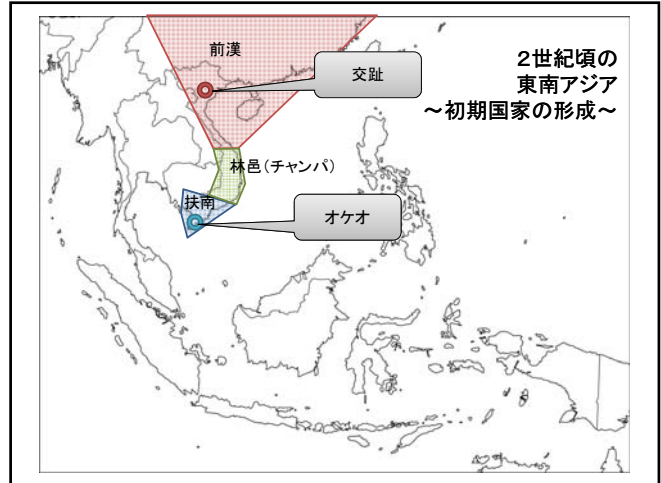 2世紀頃の
東南アジア
~初期国家の形成~
前漢
交趾
林邑(チャンパ)
扶南
オケオ